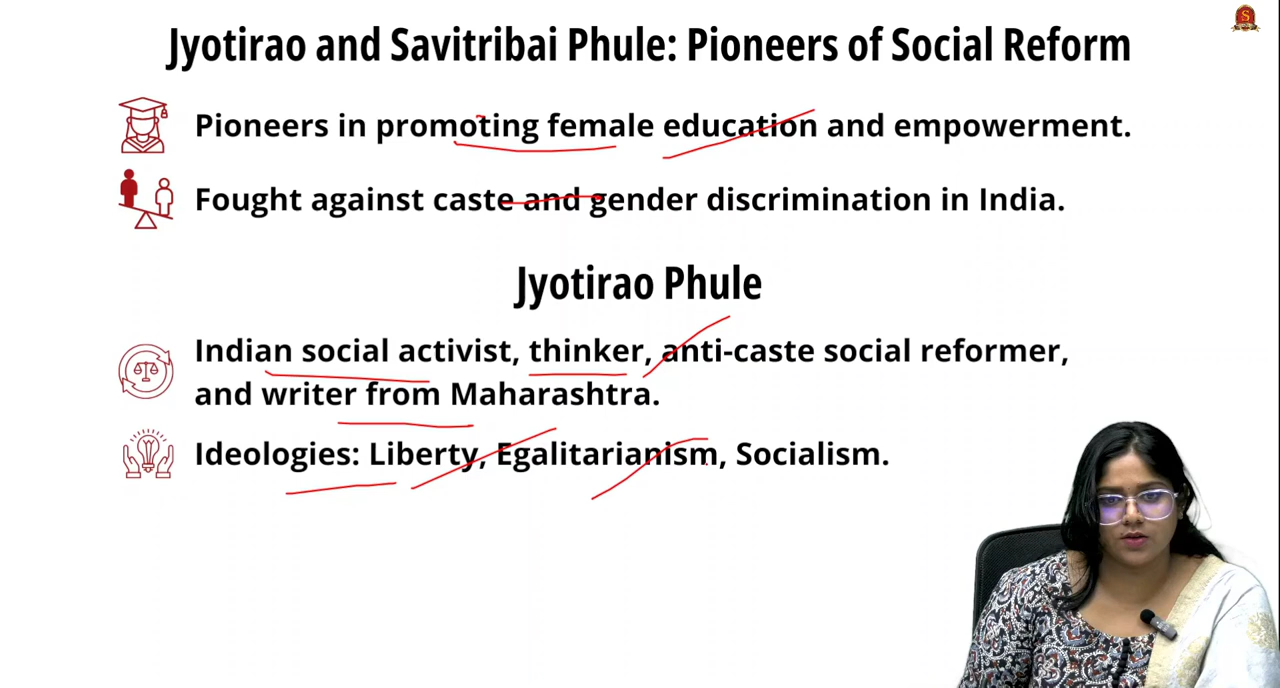 Jyotirao and Savitribai Phule: Pioneers of Social Reform
Pioneers in promoting female education and empowerment.
Fought against caste and gender discrimination in India.
Jyotirao Phule
Indian social activist, thinker, anti-caste social reformer,
and writer from Maharashtra.
Ideologies: Liberty, Egalitarianism, Socialism.